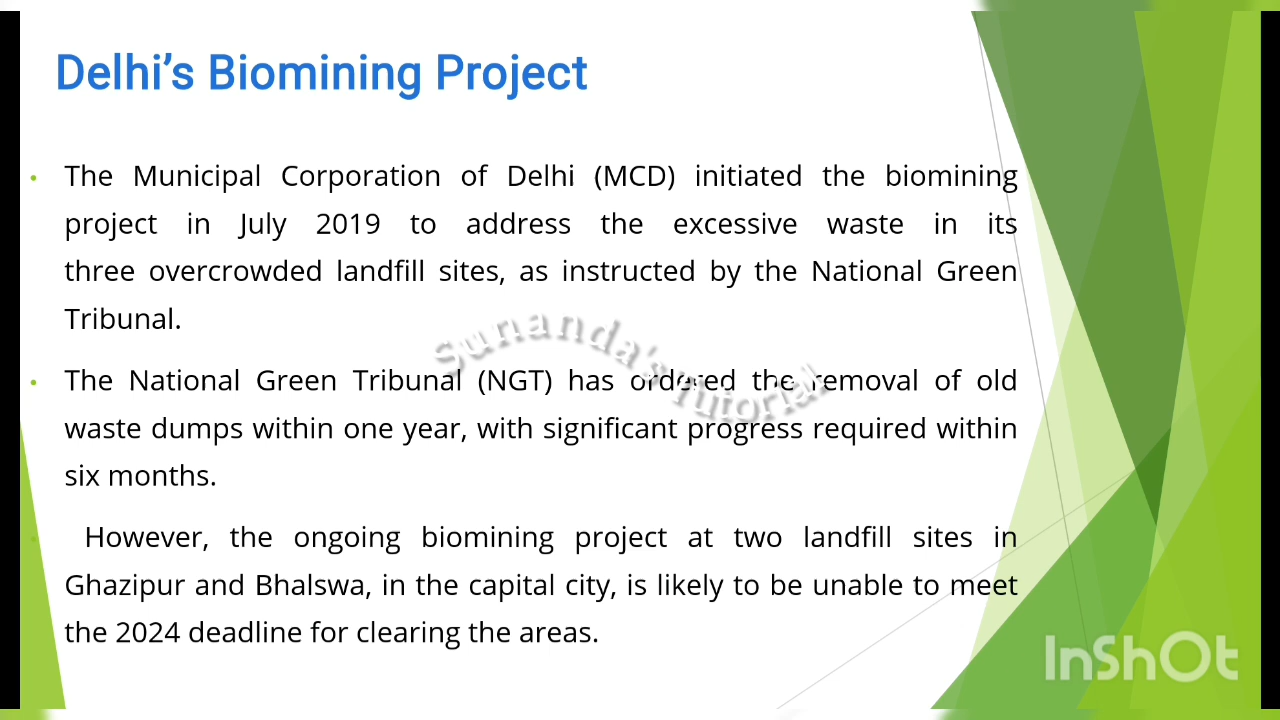 Delhi’s Biomining Project
• The Municipal Corporation of Delhi (MCD) initiated the biomining
project in July 2019 to address the excessive waste in its
three overcrowded landfill sites, as instructed by the National Green
Tribunal.
Sunanda's Tutorial
• The National Green Tribunal (NGT) has ordered the removal of old
waste dumps within one year, with significant progress required within
six months.
However, the ongoing biomining project at two landfill sites in
Ghazipur and Bhalswa, in the capital city, is likely to be unable to meet
the 2024 deadline for clearing the areas.
InShOt